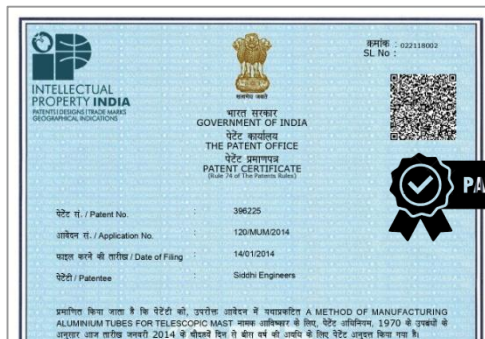 क्रमांक : 022118002
SL No :
INTELLECTUAL
PROPERTY INDIA
PATENTS | DESIGNS | TRADE MARKS
GEOGRAPHICAL INDICATIONS
सत्यमेव जयते
भारत सरकार
GOVERNMENT OF INDIA
पेटेंट कार्यालय
THE PATENT OFFICE
पेटेंट प्रमाणपत्र
PATENT CERTIFICATE
(Rule 74 of The Patents Rules)
पेटेंट सं. / Patent No. : 396225
आवेदन सं. / Application No. : 120/MUM/2014
फाइल करने की तारीख / Date of Filing : 14/01/2014
पेटेंटी / Patentee : Siddhi Engineers
प्रमाणित किया जाता है कि पेटेंटी को, उपरोक्त आवेदन में यथाप्रकटित A METHOD OF MANUFACTURING
ALUMINIUM TUBES FOR TELESCOPIC MAST नामक आविष्कार के लिए, पेटेंट अधिनियम, 1970 के उपबंधों के
अनुसार आज तारीख जनवरी 2014 के चौदहवें दिन से बीस वर्ष की अवधि के लिए पेटेंट अनुदत्त किया गया है।